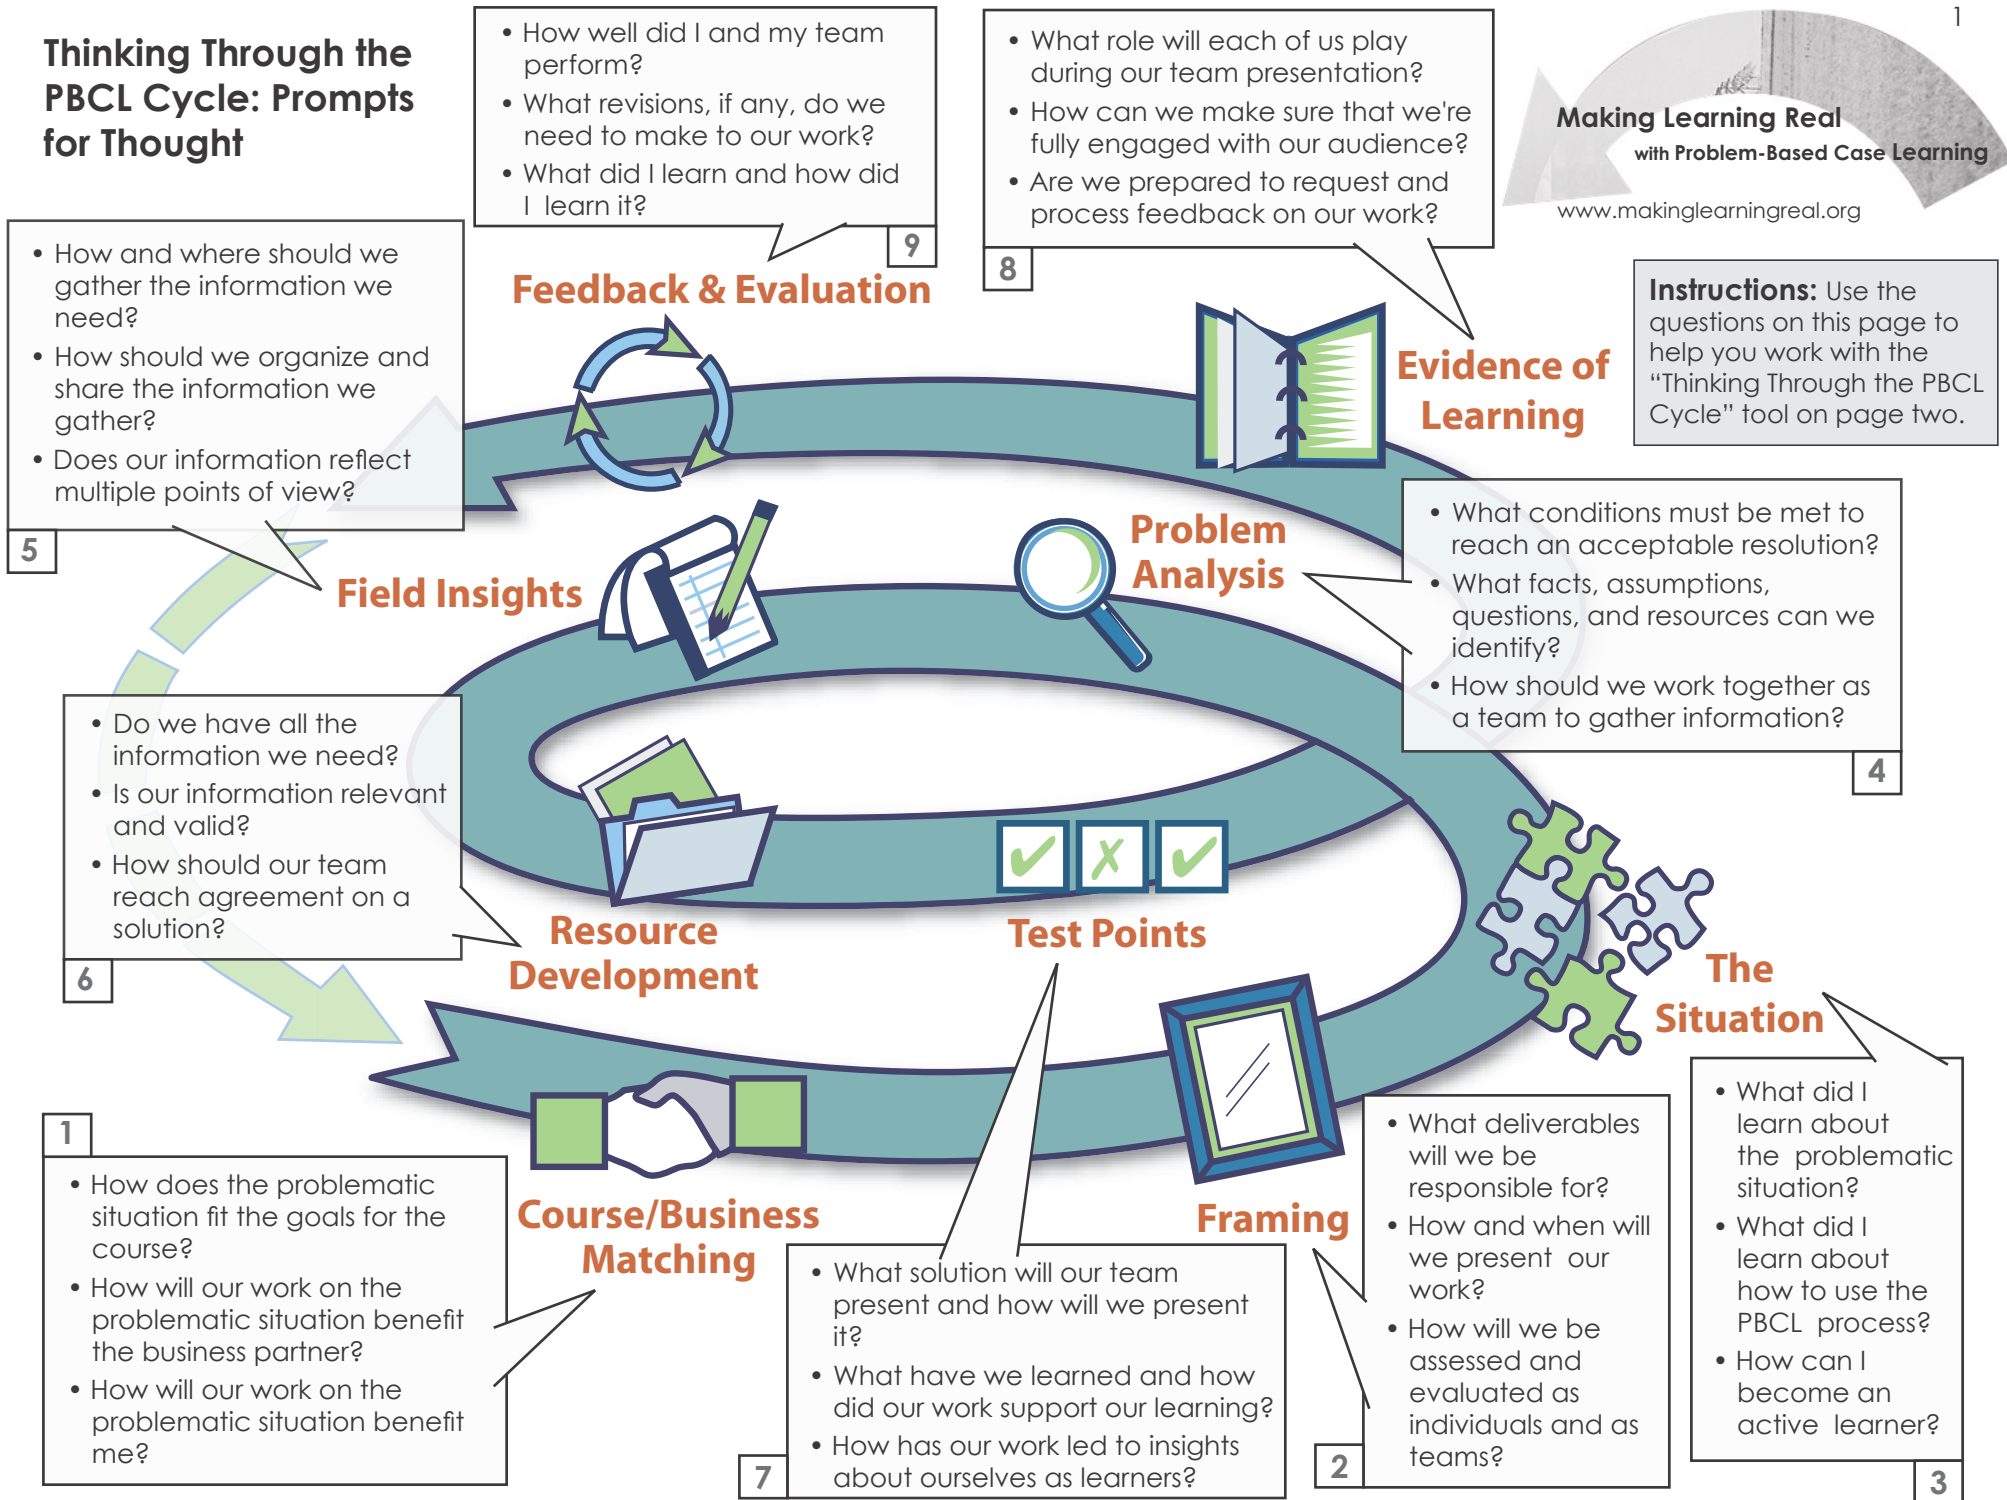 Thinking Through the
PBCL Cycle: Prompts
for Thought
• How well did I and my team
perform?
• What revisions, if any, do we
need to make to our work?
• What did I learn and how did
I learn it?
9
Feedback & Evaluation
• What role will each of us play
during our team presentation?
• How can we make sure that we're
fully engaged with our audience?
• Are we prepared to request and
process feedback on our work?
8
Evidence of
Learning
1
Making Learning Real
with Problem-Based Case Learning
www.makinglearningreal.org
Instructions: Use the
questions on this page to
help you work with the
“Thinking Through the PBCL
Cycle” tool on page two.
• How and where should we
gather the information we
need?
• How should we organize and
share the information we
gather?
• Does our information reflect
multiple points of view?
5
Field Insights
Problem
Analysis
• What conditions must be met to
reach an acceptable resolution?
• What facts, assumptions,
questions, and resources can we
identify?
• How should we work together as
a team to gather information?
4
• Do we have all the
information we need?
• Is our information relevant
and valid?
• How should our team
reach agreement on a
solution?
6
Resource
Development
Test Points
The
Situation
• What did I
learn about
the problematic
situation?
• What did I
learn about
how to use the
PBCL process?
• How can I
become an
active learner?
3
1
• How does the problematic
situation fit the goals for the
course?
• How will our work on the
problematic situation benefit
the business partner?
• How will our work on the
problematic situation benefit
me?
Course/Business
Matching
Framing
• What solution will our team
present and how will we present
it?
• What have we learned and how
did our work support our learning?
• How has our work led to insights
about ourselves as learners?
7
• What deliverables
will we be
responsible for?
• How and when will
we present our
work?
• How will we be
assessed and
evaluated as
individuals and as
teams?
2